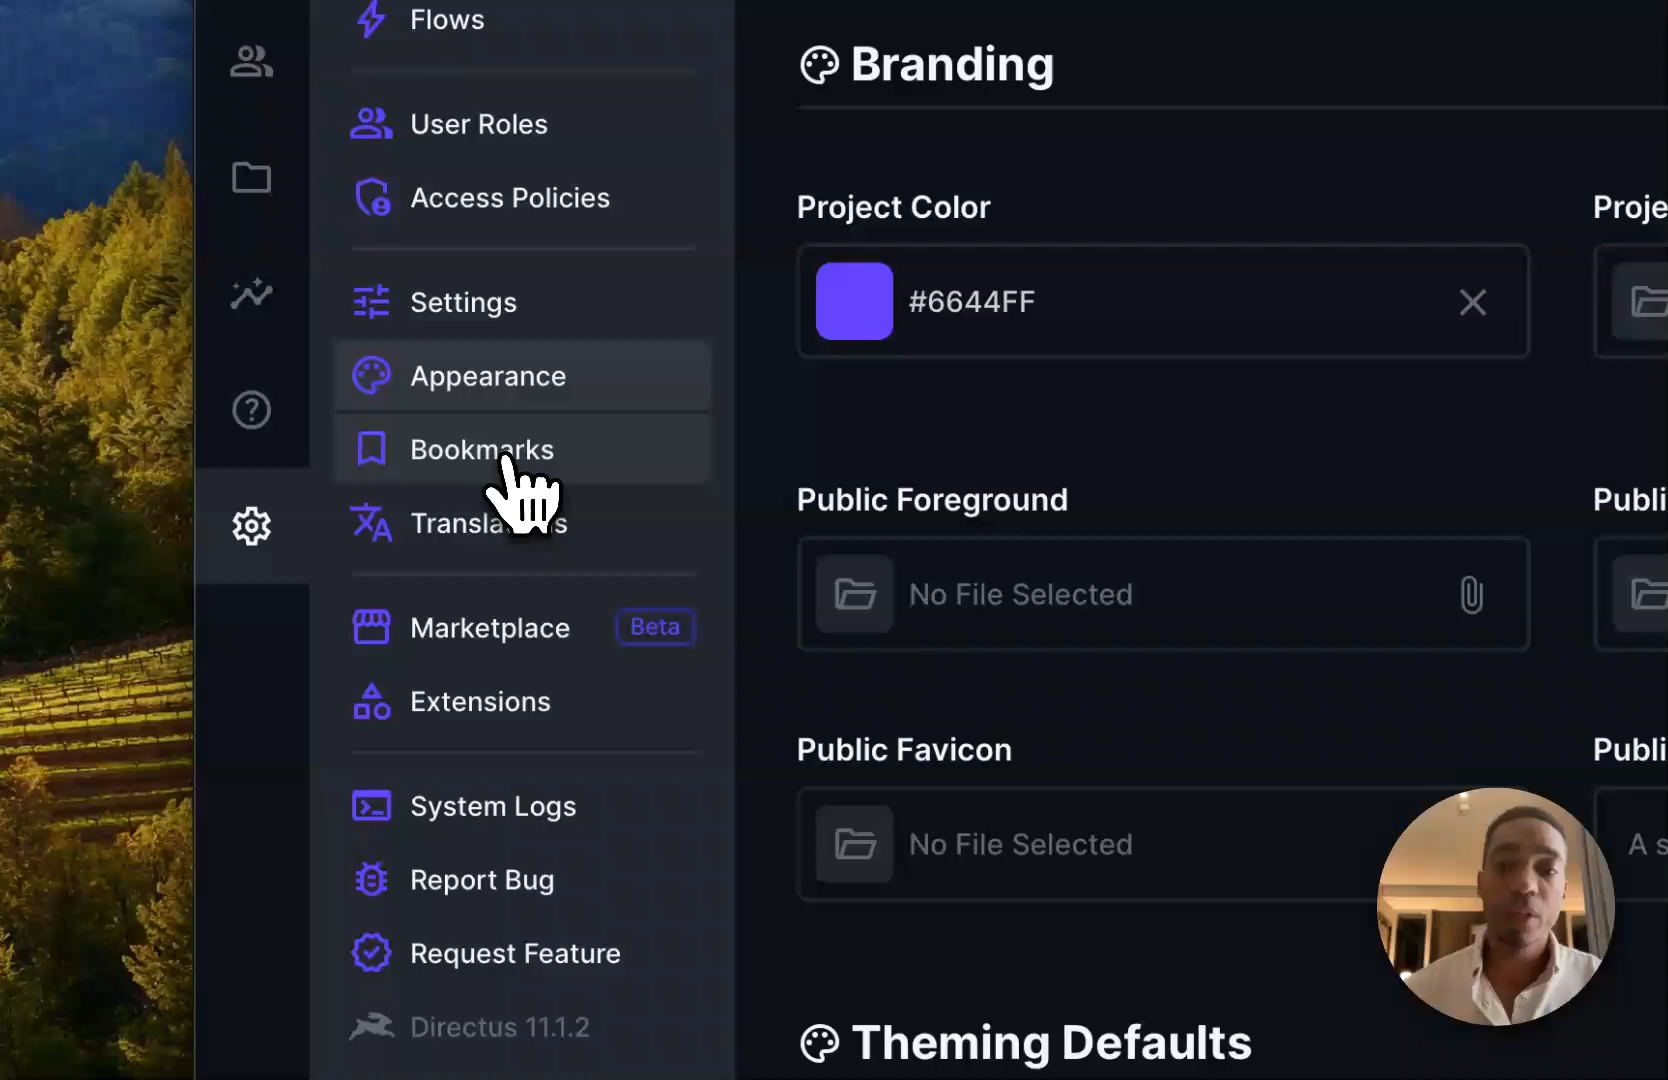 Flows
User Roles
Access Policies
Settings
Appearance
Bookmarks
Marketplace
Beta
Extensions
System Logs
Report Bug
Request Feature
Directus 11.1.2
Branding
Project Color
#6644FF
Public Foreground
No File Selected
Public Favicon
No File Selected
A s
Theming Defaults